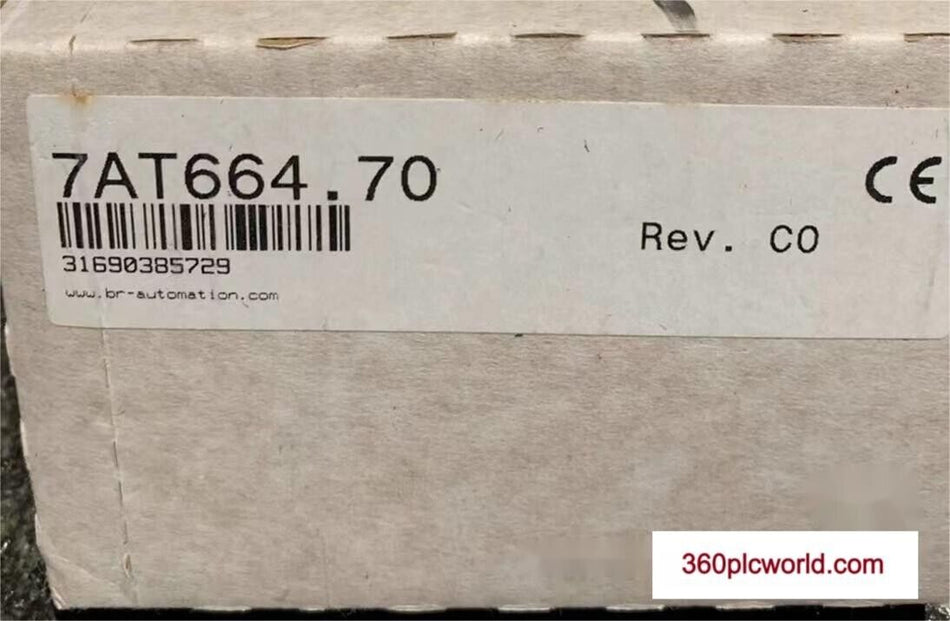 7AT664.70
CE
Rev. C0
31690385729
www.br-automation.com
360plcworld.com